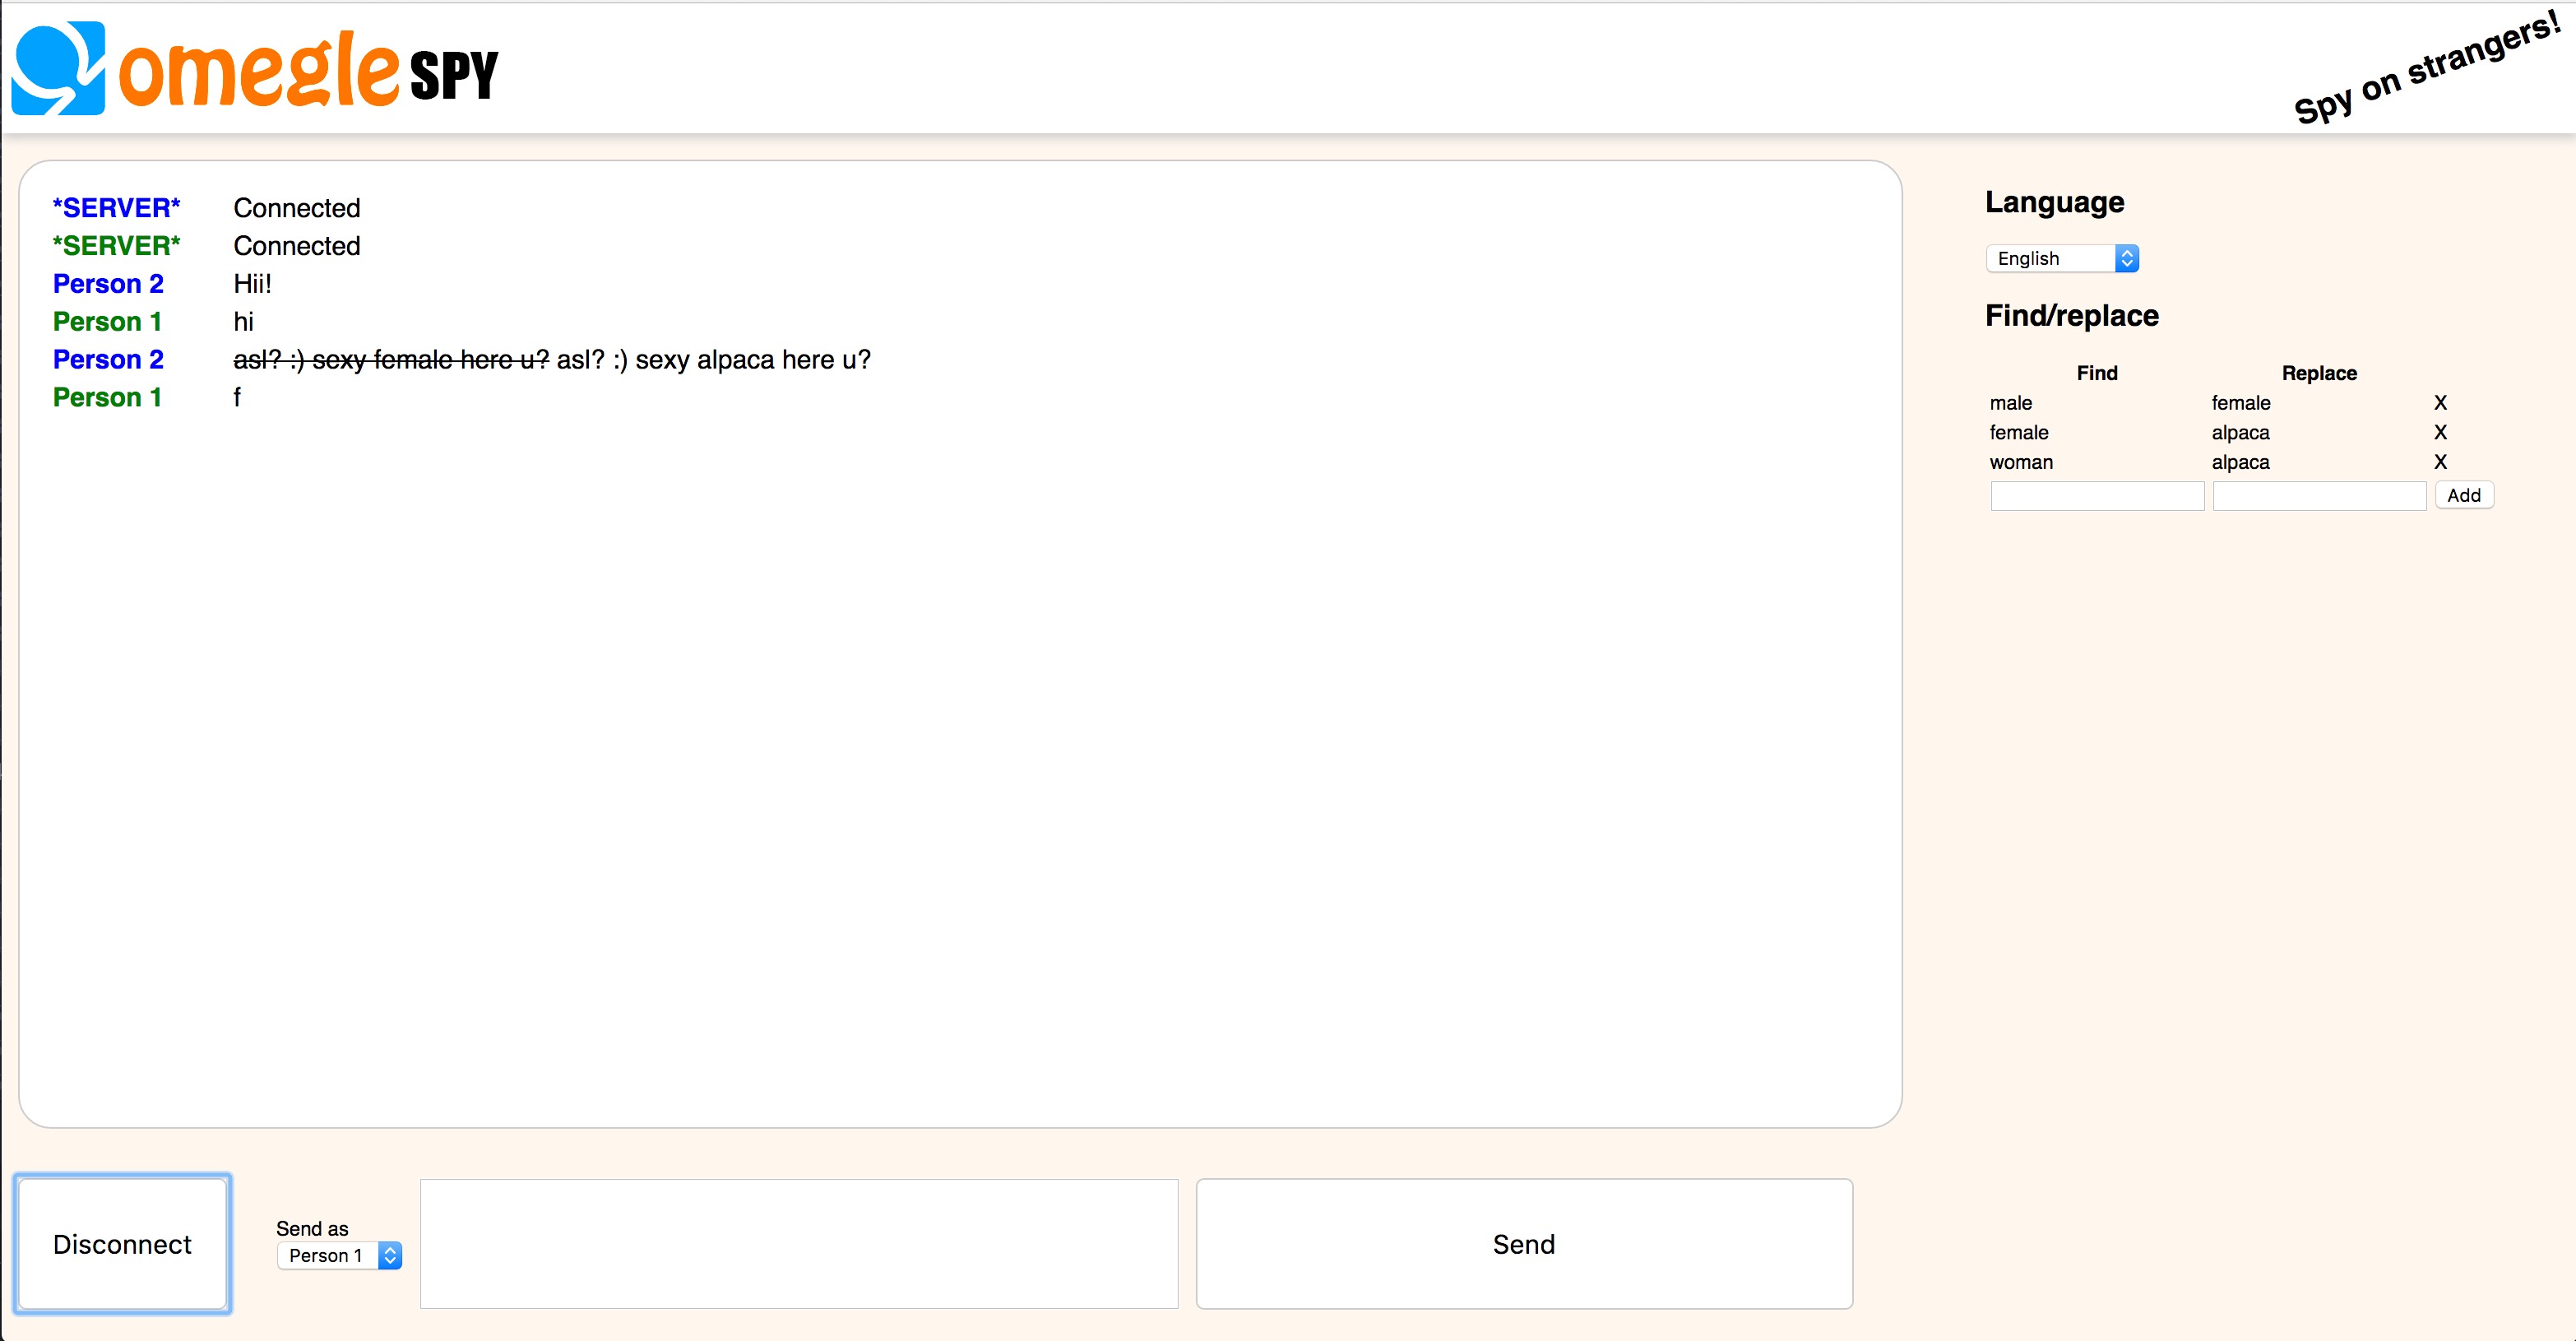 omegle SPY
Spy on strangers!
*SERVER* Connected
*SERVER* Connected
Person 2 Hii!
Person 1 hi
Person 2 asl? :) sexy female here u? asl? :) sexy alpaca here u?
Person 1 f
Language
English
Find/replace
Find Replace
male female X
female alpaca X
woman alpaca X
Add
Disconnect
Send as
Person 1
Send